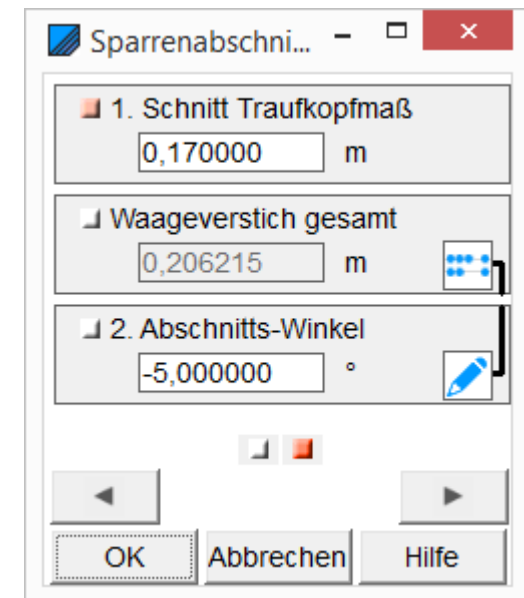 Sparrenabschni...
1. Schnitt Traufkopfmaß
0,170000 m
Waageverstich gesamt
0,206215 m
2. Abschnitts-Winkel
-5,000000 °
OK Abbrechen Hilfe